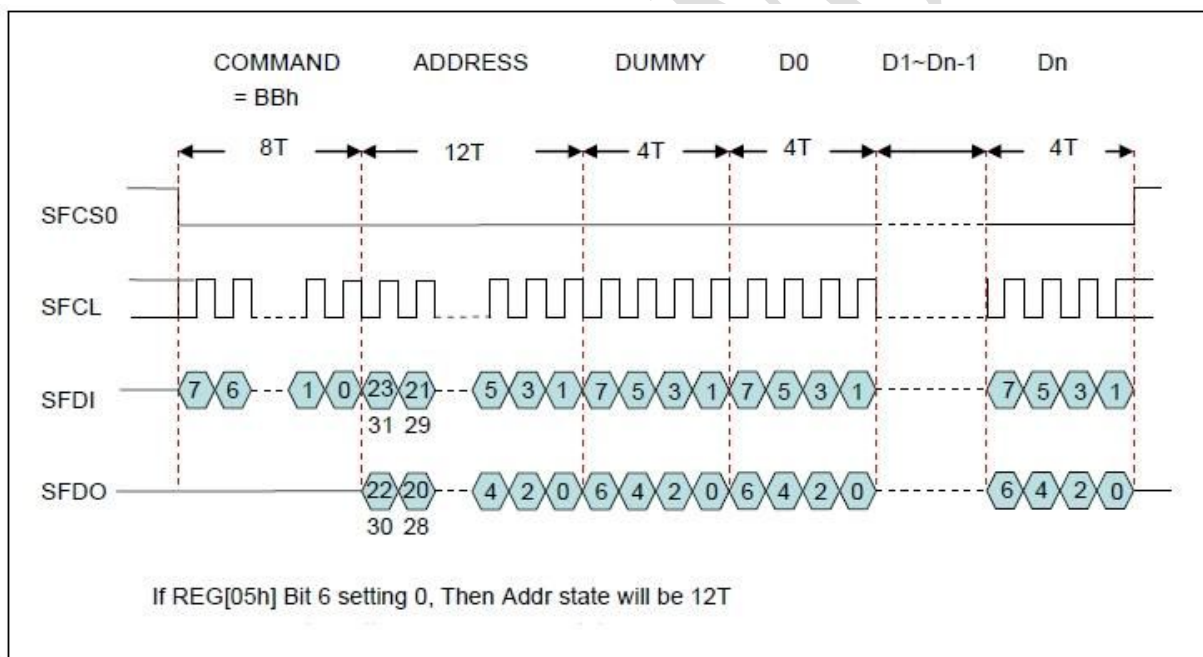 COMMAND ADDRESS DUMMY D0 D1~Dn-1 Dn
= BBh
8T 12T 4T 4T 4T
SFCS0
SFCL
SFDI 7 6 1 0 23 21 5 3 1 7 5 3 1 7 5 3 1 7 5 3 1
31 29
SFDO 22 20 4 2 0 6 4 2 0 6 4 2 0 6 4 2 0
30 28
If REG[05h] Bit 6 setting 0, Then Addr state will be 12T